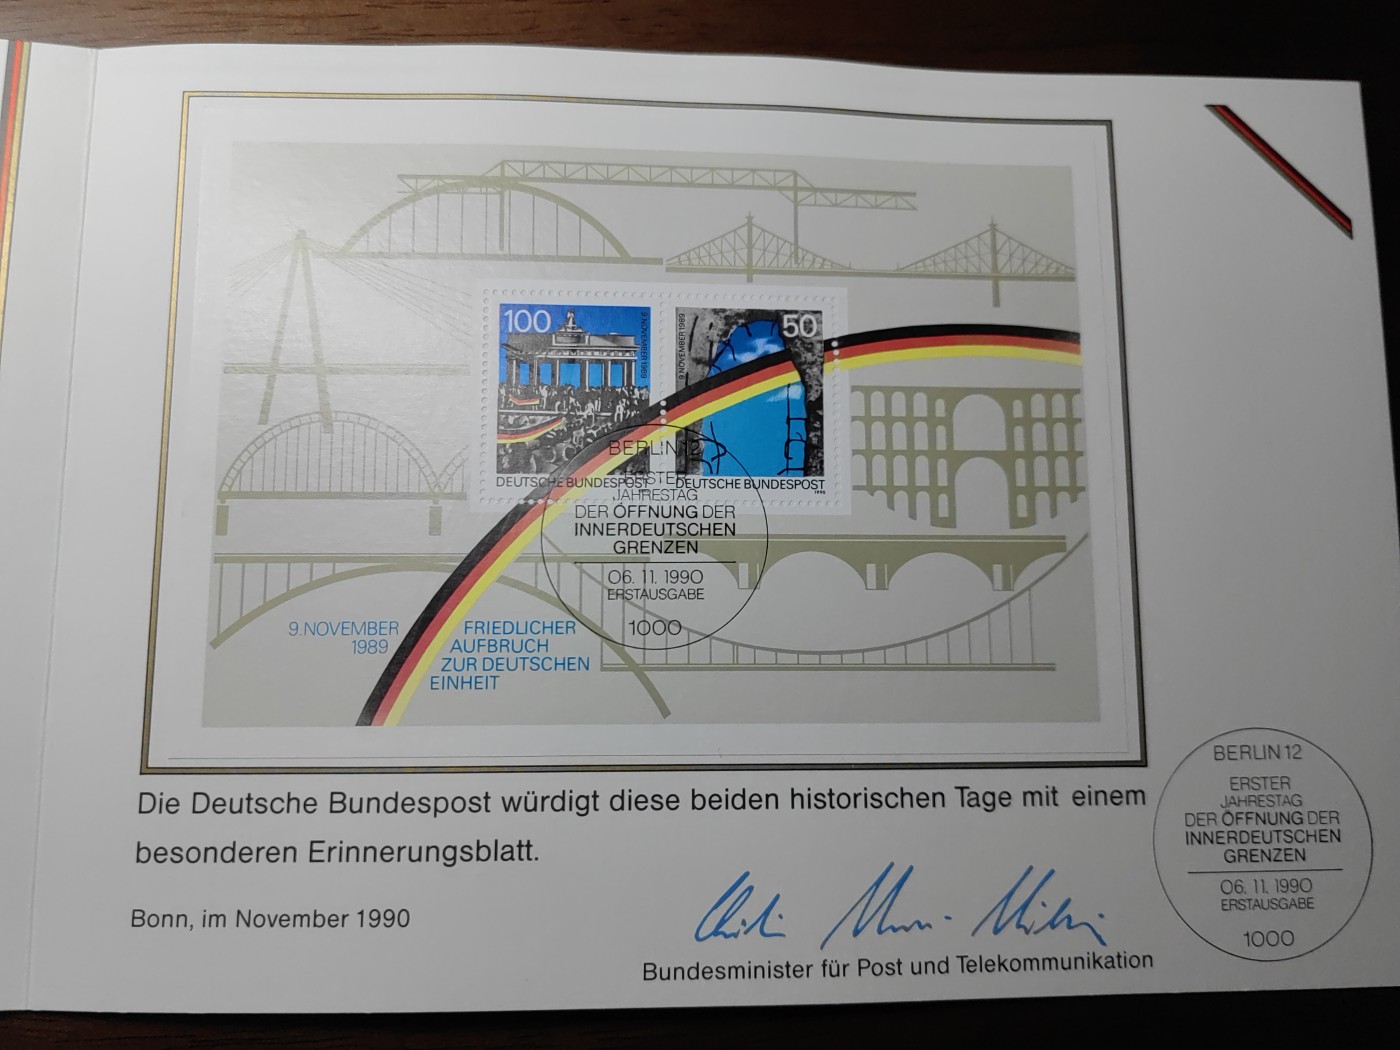 100
9.NOVEMBER 1989
DEUTSCHE BUNDESPOST
9.NOVEMBER 1989
50
DEUTSCHE BUNDESPOST
1990
BERLIN 12
ERSTER
JAHRESTAG
DER ÖFFNUNG DER
INNERDEUTSCHEN
GRENZEN
06. 11. 1990
ERSTAUSGABE
1000
9.NOVEMBER
1989
FRIEDLICHER
AUFBRUCH
ZUR DEUTSCHEN
EINHEIT
Die Deutsche Bundespost würdigt diese beiden historischen Tage mit einem
besonderen Erinnerungsblatt.
Bonn, im November 1990
Bundesminister für Post und Telekommunikation
BERLIN 12
ERSTER
JAHRESTAG
DER ÖFFNUNG DER
INNERDEUTSCHEN
GRENZEN
06. 11. 1990
ERSTAUSGABE
1000